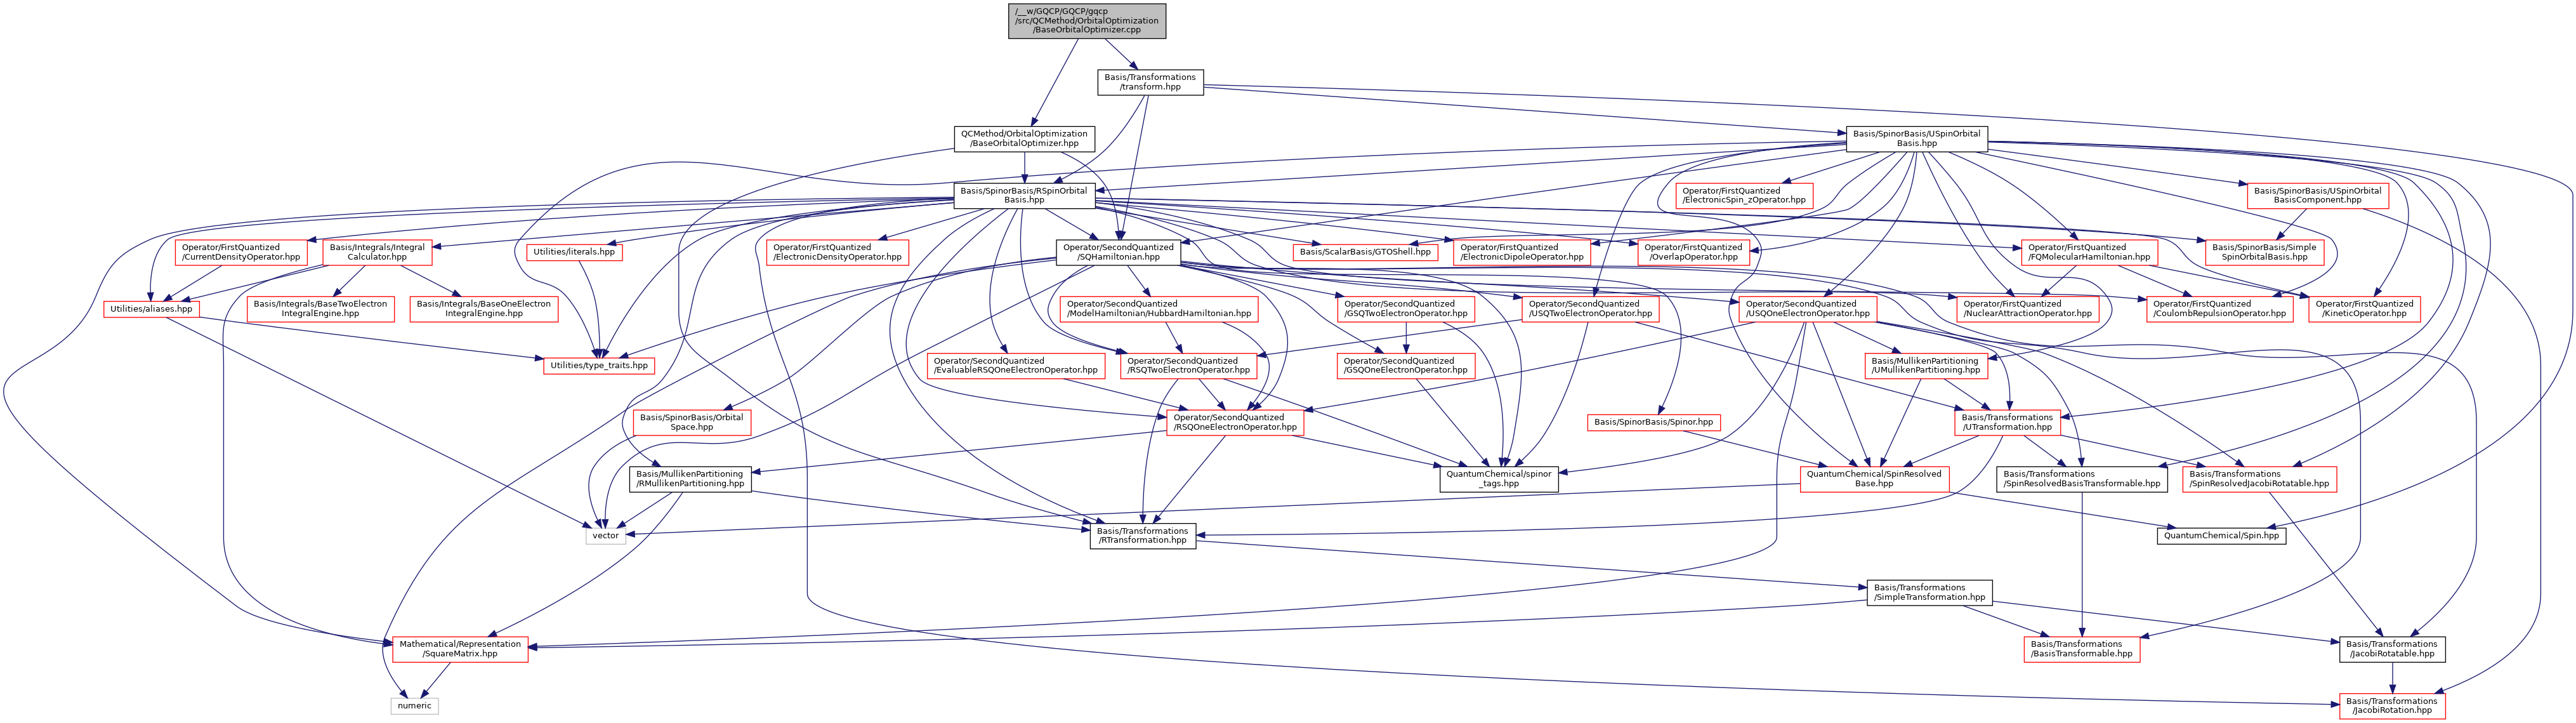 /__w/GQCP/GQCP/gqcp
/src/QCMethod/OrbitalOptimization
/BaseOrbitalOptimizer.cpp
Basis/Transformations
/transform.hpp
QCMethod/OrbitalOptimization
/BaseOrbitalOptimizer.hpp
Basis/SpinorBasis/USpinOrbital
Basis.hpp
Basis/SpinorBasis/RSpinOrbital
Basis.hpp
Operator/FirstQuantized
/ElectronicSpin_zOperator.hpp
Basis/SpinorBasis/USpinOrbital
BasisComponent.hpp
Operator/FirstQuantized
/CurrentDensityOperator.hpp
Basis/Integrals/Integral
Calculator.hpp
Utilities/literals.hpp
Operator/FirstQuantized
/ElectronicDensityOperator.hpp
Operator/SecondQuantized
/SQHamiltonian.hpp
Basis/ScalarBasis/GTOShell.hpp
Operator/FirstQuantized
/ElectronicDipoleOperator.hpp
Operator/FirstQuantized
/OverlapOperator.hpp
Operator/FirstQuantized
/FQMolecularHamiltonian.hpp
Basis/SpinorBasis/Simple
SpinOrbitalBasis.hpp
Utilities/aliases.hpp
Basis/Integrals/BaseTwoElectron
IntegralEngine.hpp
Basis/Integrals/BaseOneElectron
IntegralEngine.hpp
Operator/SecondQuantized
/ModelHamiltonian/HubbardHamiltonian.hpp
Operator/SecondQuantized
/GSQTwoElectronOperator.hpp
Operator/SecondQuantized
/USQTwoElectronOperator.hpp
Operator/SecondQuantized
/USQOneElectronOperator.hpp
Operator/FirstQuantized
/NuclearAttractionOperator.hpp
Operator/FirstQuantized
/CoulombRepulsionOperator.hpp
Operator/FirstQuantized
/KineticOperator.hpp
Utilities/type_traits.hpp
Operator/SecondQuantized
/EvaluableRSQOneElectronOperator.hpp
Operator/SecondQuantized
/RSQTwoElectronOperator.hpp
Operator/SecondQuantized
/GSQOneElectronOperator.hpp
Basis/MullikenPartitioning
/UMullikenPartitioning.hpp
Basis/SpinorBasis/Orbital
Space.hpp
Operator/SecondQuantized
/RSQOneElectronOperator.hpp
Basis/SpinorBasis/Spinor.hpp
Basis/Transformations
/UTransformation.hpp
Basis/MullikenPartitioning
/RMullikenPartitioning.hpp
QuantumChemical/spinor
_tags.hpp
QuantumChemical/SpinResolved
Base.hpp
Basis/Transformations
/SpinResolvedBasisTransformable.hpp
Basis/Transformations
/SpinResolvedJacobiRotatable.hpp
vector
Basis/Transformations
/RTransformation.hpp
QuantumChemical/Spin.hpp
Basis/Transformations
/SimpleTransformation.hpp
Mathematical/Representation
/SquareMatrix.hpp
Basis/Transformations
/BasisTransformable.hpp
Basis/Transformations
/JacobiRotatable.hpp
numeric
Basis/Transformations
/JacobiRotation.hpp